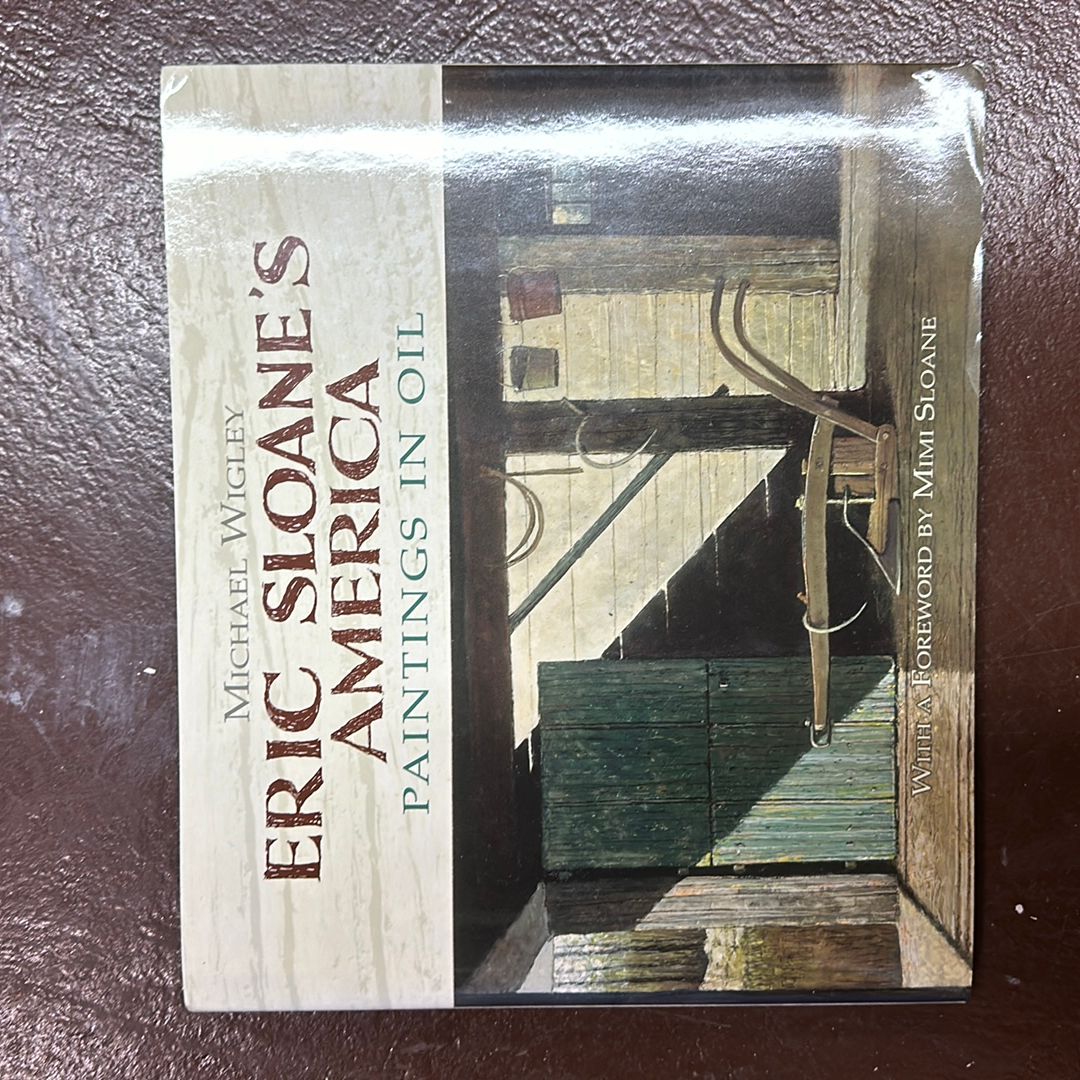 MICHAEL WIGLEY
ERIC SLOANE'S
AMERICA
PAINTINGS IN OIL
WITH A FOREWORD BY MIMI SLOANE